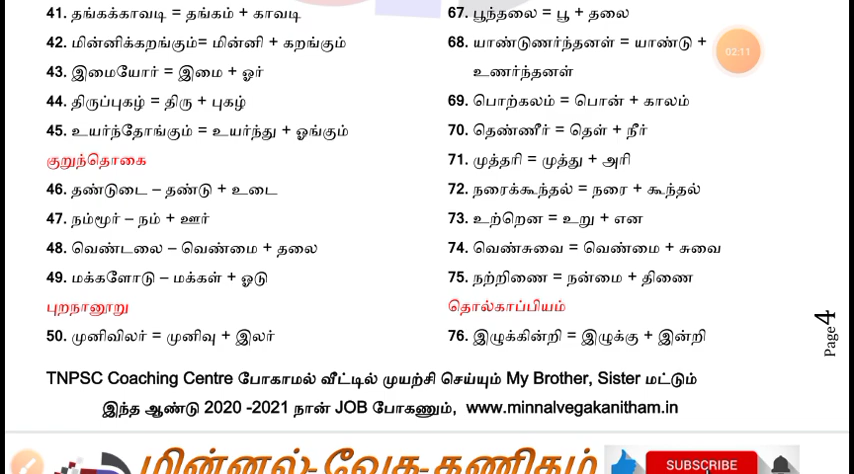 41. தங்கக்காவடி = தங்கம் + காவடி
42. மின்னிக்கறங்கும்= மின்னி + கறங்கும்
43. இமையோர் = இமை + ஓர்
44. திருப்புகழ் = திரு + புகழ்
45. உயர்ந்தோங்கும் = உயர்ந்து + ஓங்கும்
குறுந்தொகை
46. தண்டுடை – தண்டு + உடை
47. நம்மூர் – நம் + ஊர்
48. வெண்டலை – வெண்மை + தலை
49. மக்களோடு – மக்கள் + ஓடு
புறநானூறு
50. முனிவிலர் = முனிவு + இலர்
67. பூந்தலை = பூ + தலை
68. யாண்டுணர்ந்தனள் = யாண்டு +
உணர்ந்தனள்
69. பொற்கலம் = பொன் + காலம்
70. தெண்ணீர் = தெள் + நீர்
71. முத்தரி = முத்து + அரி
72. நரைக்கூந்தல் = நரை + கூந்தல்
73. உற்றென = உறு + என
74. வெண்சுவை = வெண்மை + சுவை
75. நற்றிணை = நன்மை + திணை
தொல்காப்பியம்
76. இழுக்கின்றி = இழுக்கு + இன்றி
02:11
Page 4
TNPSC Coaching Centre போகாமல் வீட்டில் முயற்சி செய்யும் My Brother, Sister மட்டும்
இந்த ஆண்டு 2020 -2021 நான் JOB போகணும், www.minnalvegakanitham.in
மின்னல்-வேக-கணிதம்
SUBSCRIBE